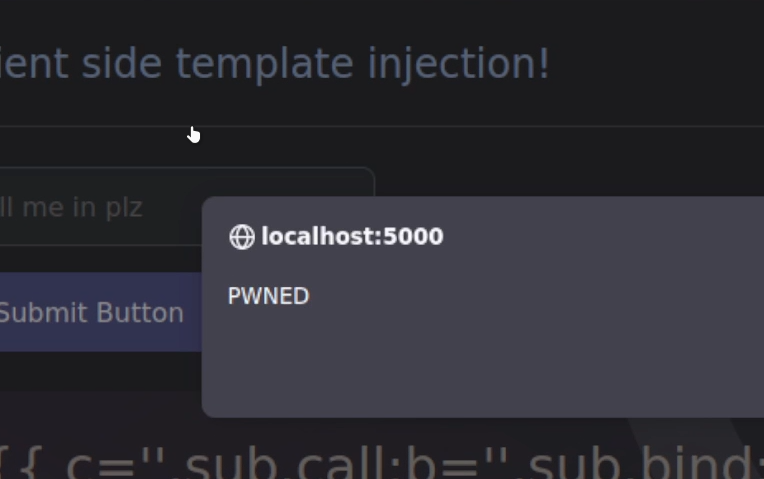 ient side template injection!
ll me in plz
localhost:5000
PWNED
Submit Button
{{ c=''.sub.call;b=''.sub.bind;